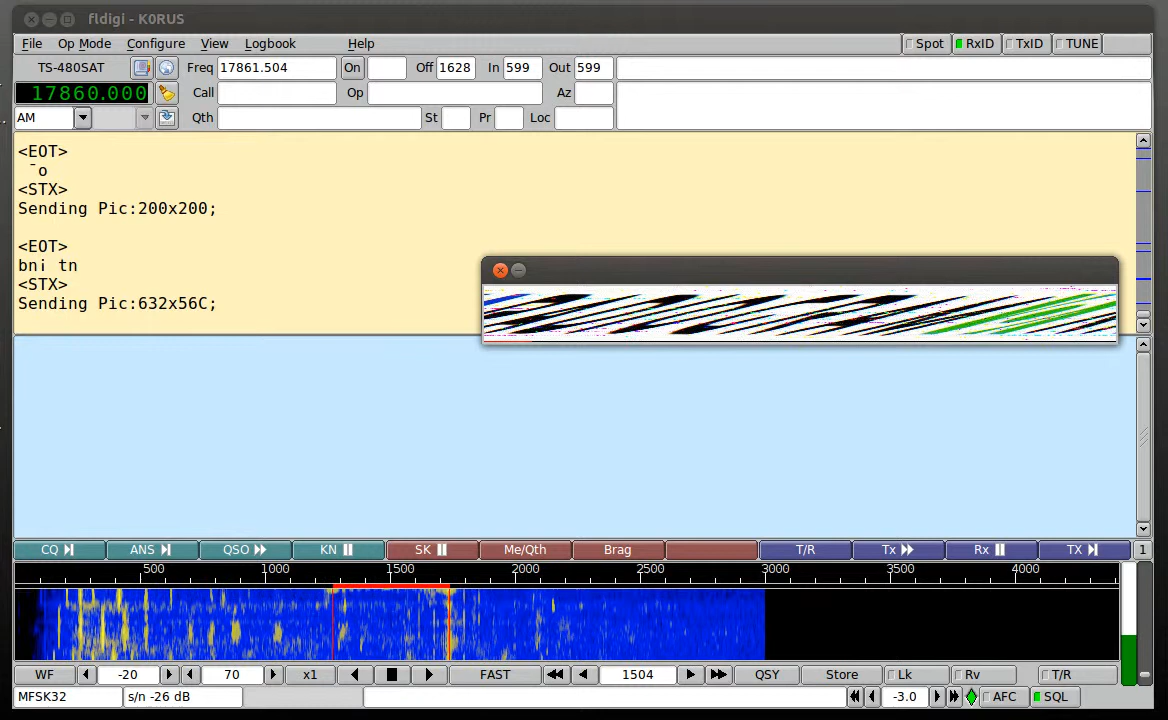 fldigi - K0RUS
File Op Mode Configure View Logbook Help Spot RxID TxID TUNE
TS-480SAT Freq 17861.504 On Off 1628 In 599 Out 599
17860.000 Call Op Az
AM Qth St Pr Loc
<EOT>
¯o
<STX>
Sending Pic:200x200;
<EOT>
bni tn
<STX>
Sending Pic:632x56C;
CQ ANS QSO KN SK Me/Qth Brag T/R Tx Rx TX 1
500 1000 1500 2000 2500 3000 3500 4000
WF -20 70 x1 FAST 1504 QSY Store Lk Rv T/R
MFSK32 s/n -26 dB -3.0 AFC SQL